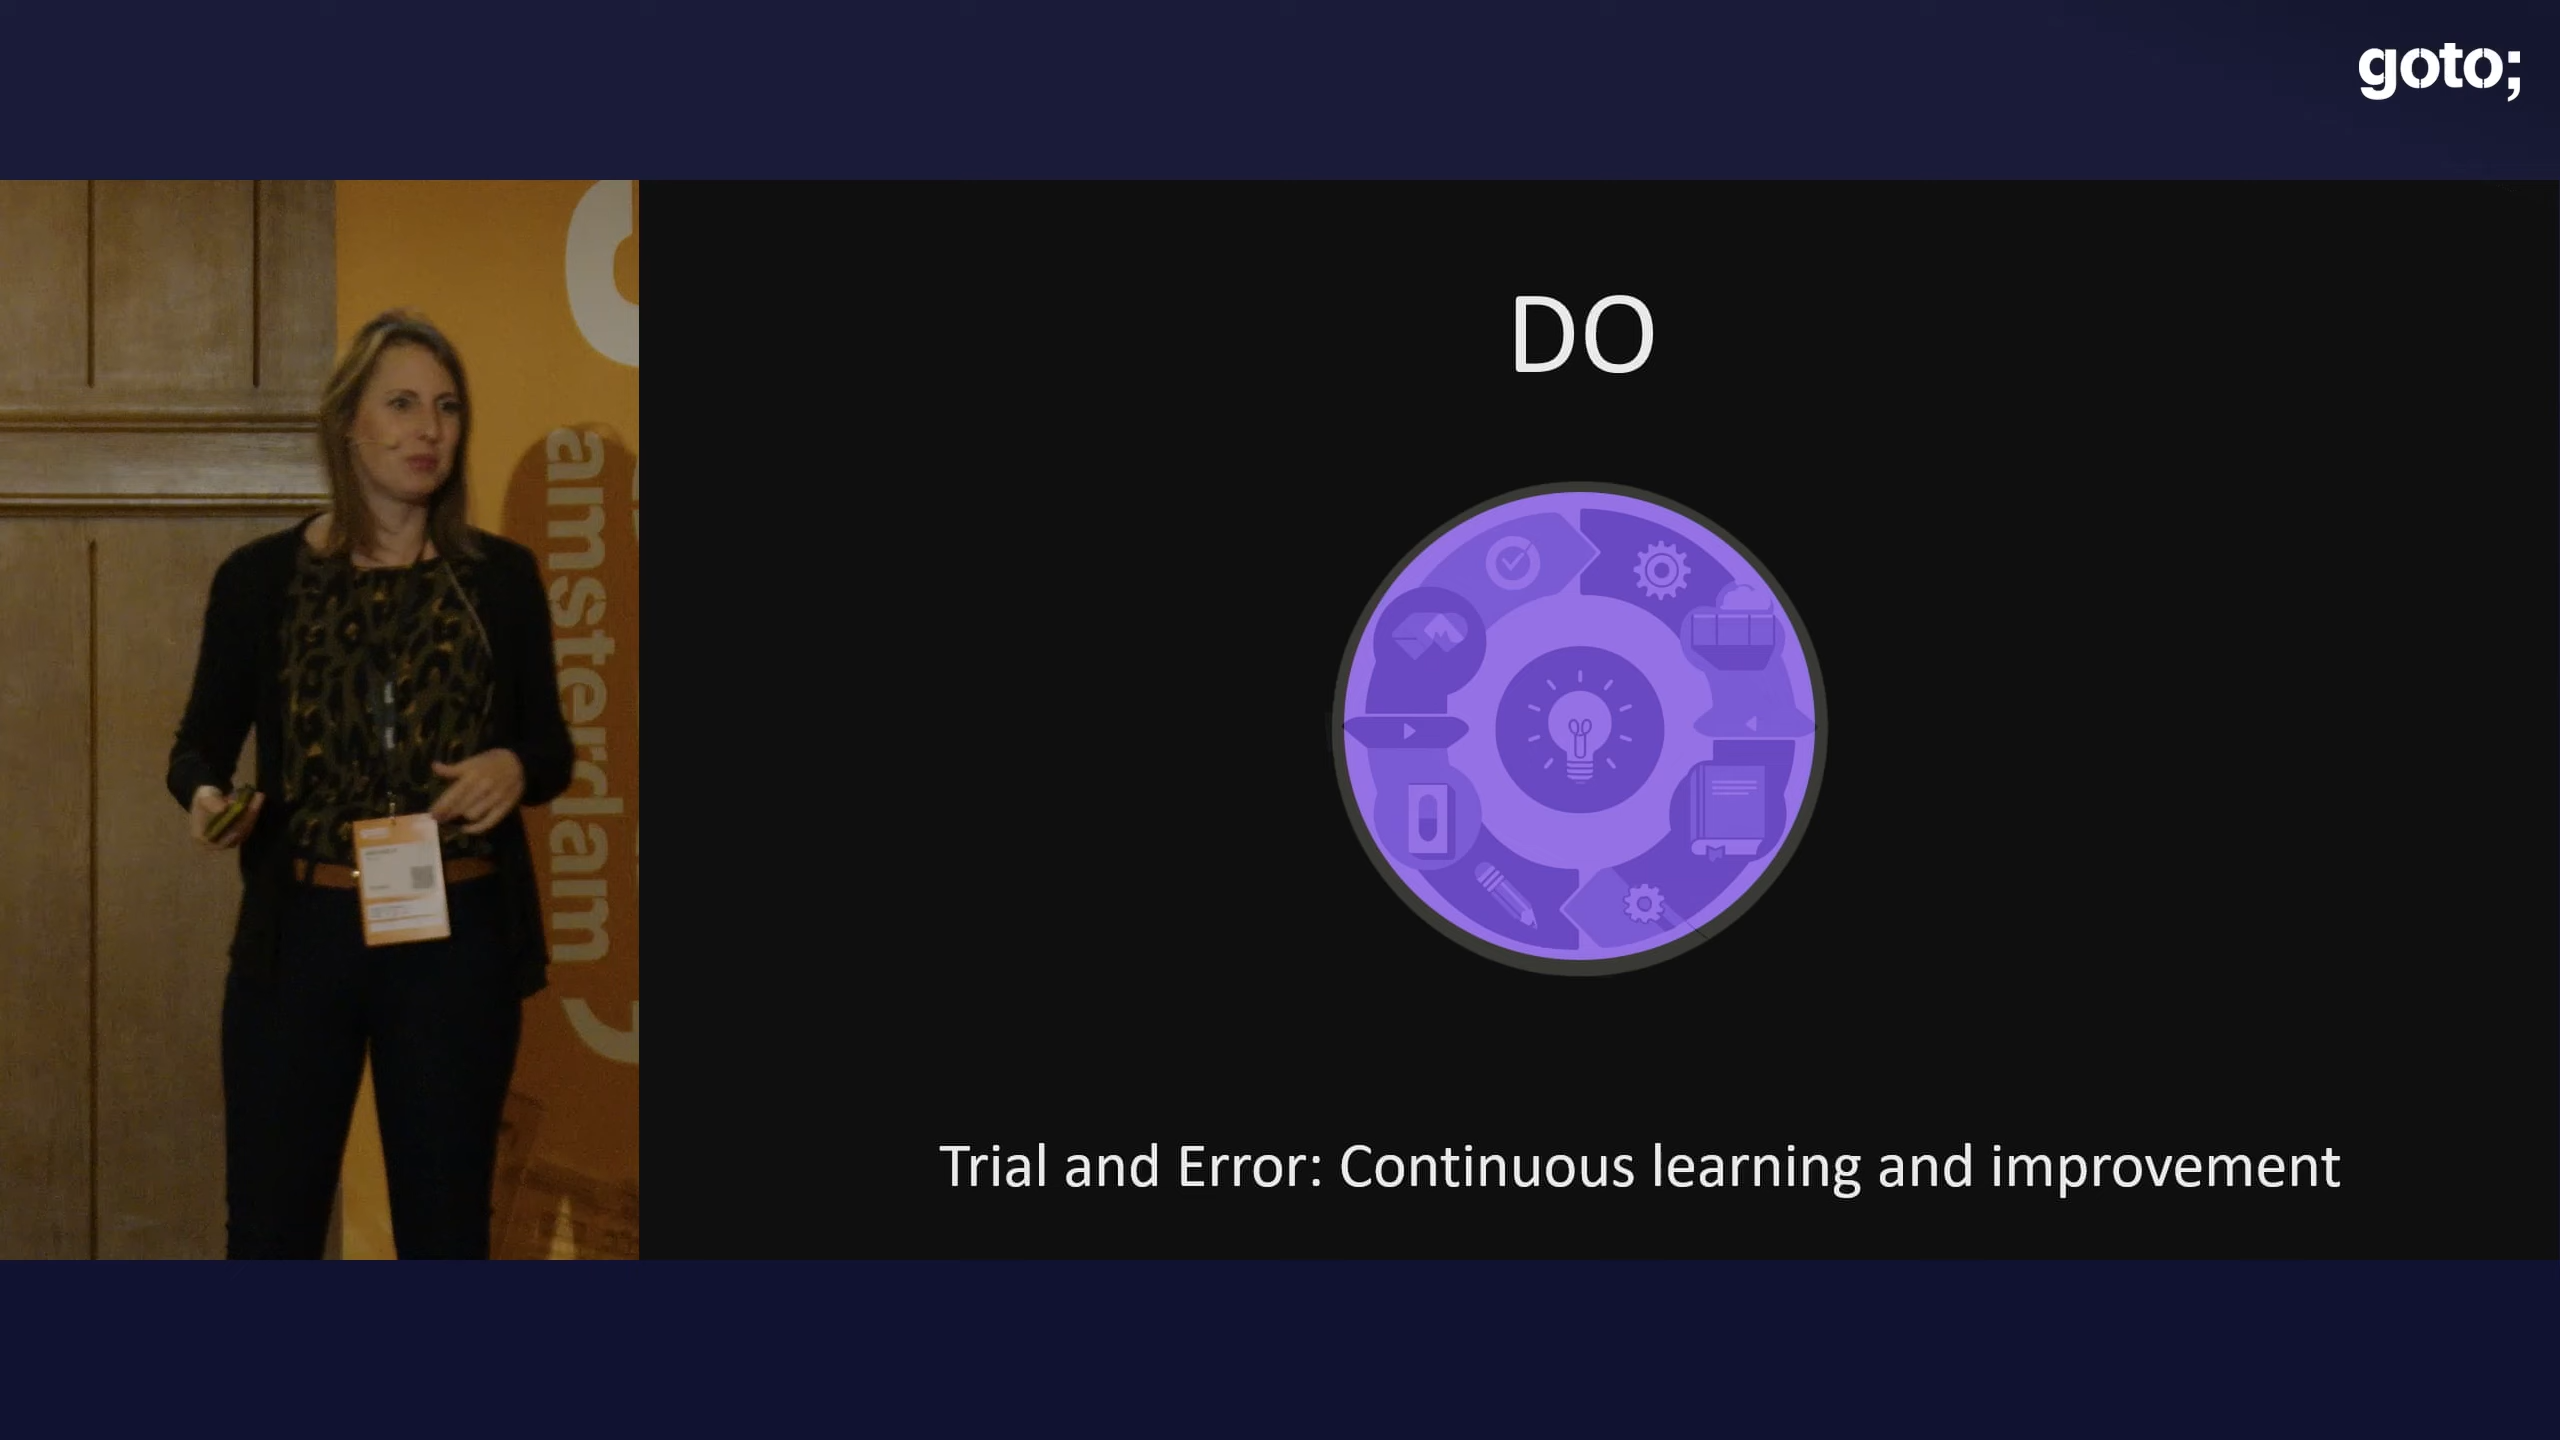 goto;
DO
amsterdam
Trial and Error: Continuous learning and improvement